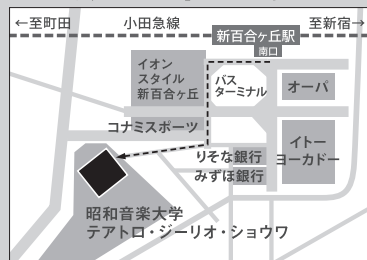 ←至町田
小田急線
新百合ヶ丘駅
南口
至新宿→
イオン
スタイル
新百合ヶ丘
バス
ターミナル
オーパ
コナミスポーツ
りそな銀行
みずほ銀行
イトー
ヨーカドー
昭和音楽大学
テアトロ・ジーリオ・ショウワ